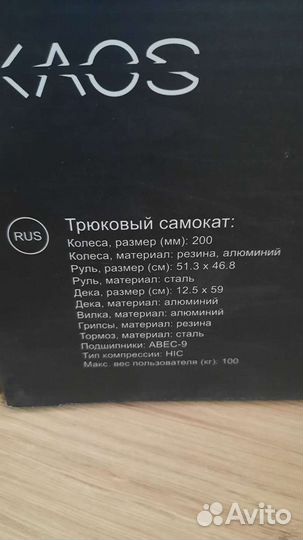 KAOS
RUS
Трюковый самокат:
Колеса, размер (мм): 200
Колеса, материал: резина, алюминий
Руль, размер (см): 51.3 x 46.8
Руль, материал: сталь
Дека, размер (см): 12.5 x 59
Дека, материал: алюминий
Вилка, материал: алюминий
Грипсы, материал: резина
Тормоз, материал: сталь
Подшипники: ABEC-9
Тип компрессии: HIC
Макс. вес пользователя (кг): 100
Avito